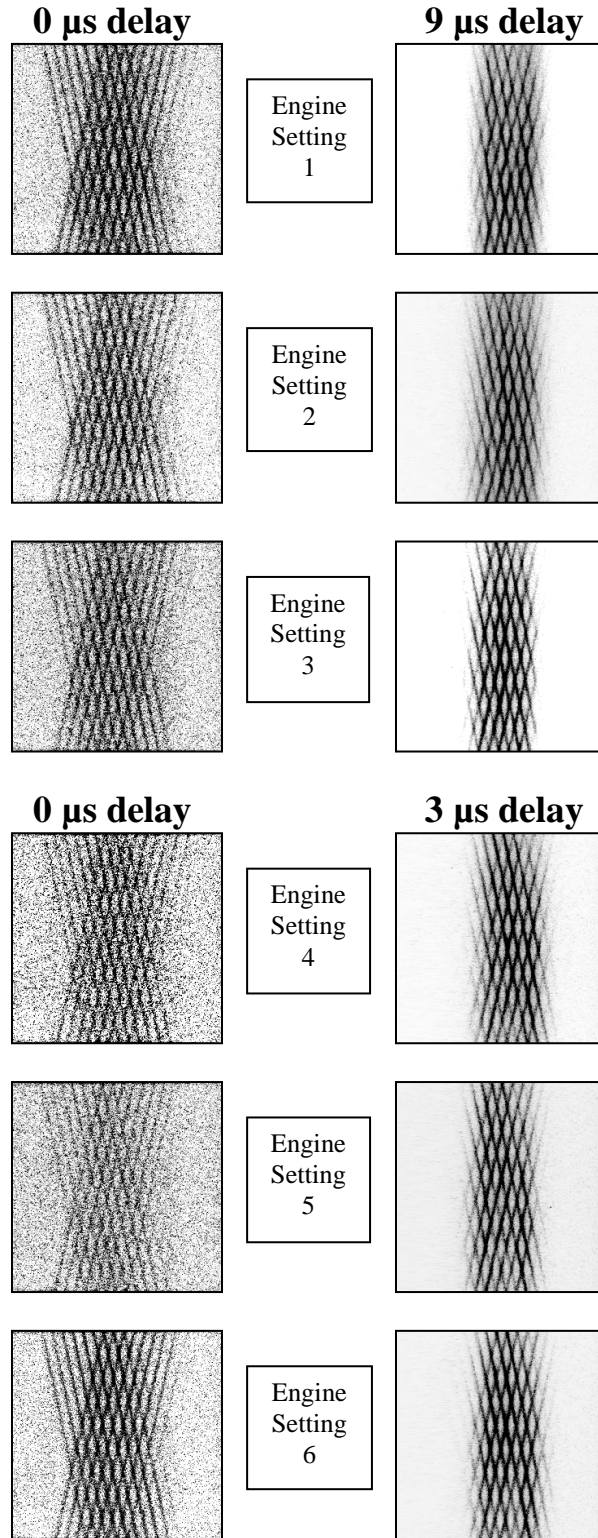 0 µs delay
9 µs delay
Engine
Setting
1
Engine
Setting
2
Engine
Setting
3
0 µs delay
3 µs delay
Engine
Setting
4
Engine
Setting
5
Engine
Setting
6